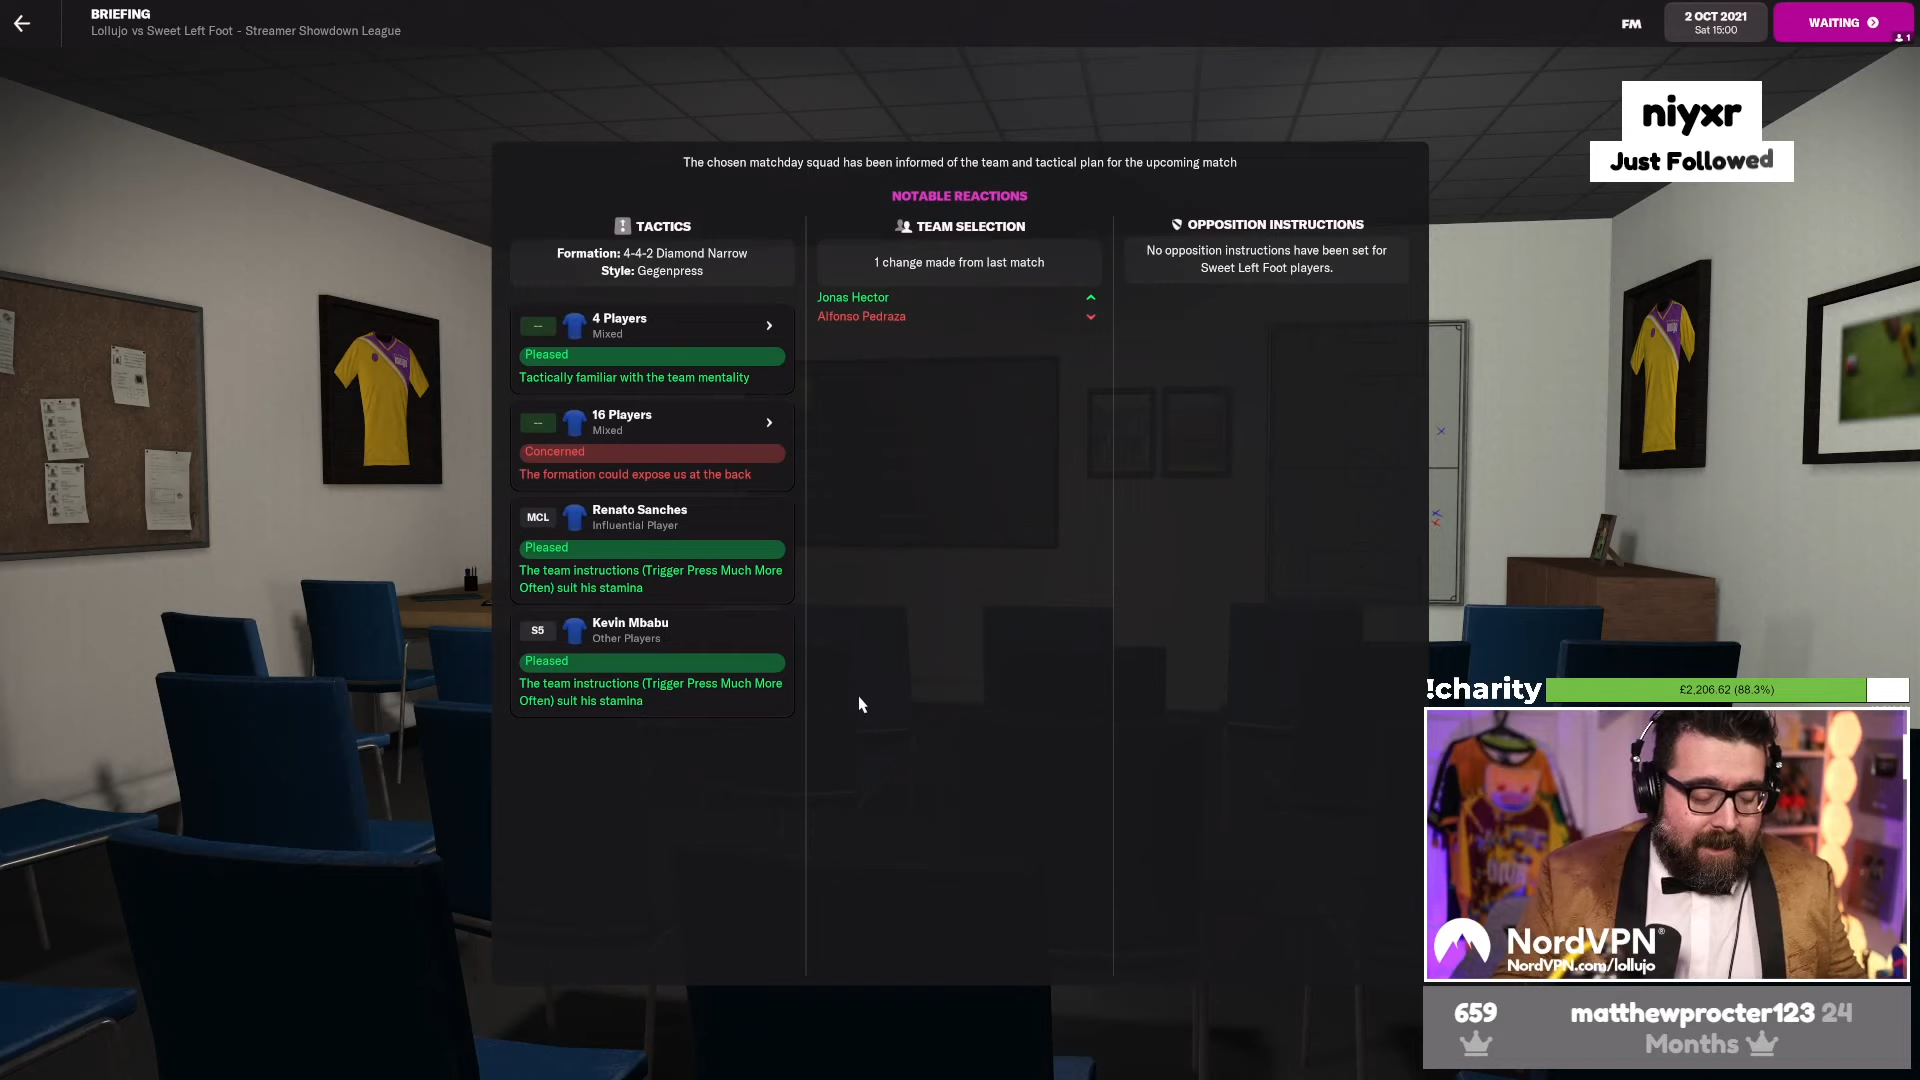 BRIEFING
Lollujo vs Sweet Left Foot - Streamer Showdown League
FM
2 OCT 2021
Sat 15:00
WAITING
1
niyxr
Just Followed
The chosen matchday squad has been informed of the team and tactical plan for the upcoming match
NOTABLE REACTIONS
TACTICS
Formation: 4-4-2 Diamond Narrow
Style: Gegenpress
-- 4 Players
Mixed
Pleased
Tactically familiar with the team mentality
-- 16 Players
Mixed
Concerned
The formation could expose us at the back
MCL Renato Sanches
Influential Player
Pleased
The team instructions (Trigger Press Much More
Often) suit his stamina
S5 Kevin Mbabu
Other Players
Pleased
The team instructions (Trigger Press Much More
Often) suit his stamina
TEAM SELECTION
1 change made from last match
Jonas Hector
Alfonso Pedraza
OPPOSITION INSTRUCTIONS
No opposition instructions have been set for
Sweet Left Foot players.
!charity £2,206.62 (88.3%)
NordVPN®
NordVPN.com/lollujo
659 matthewprocter123 24
Months